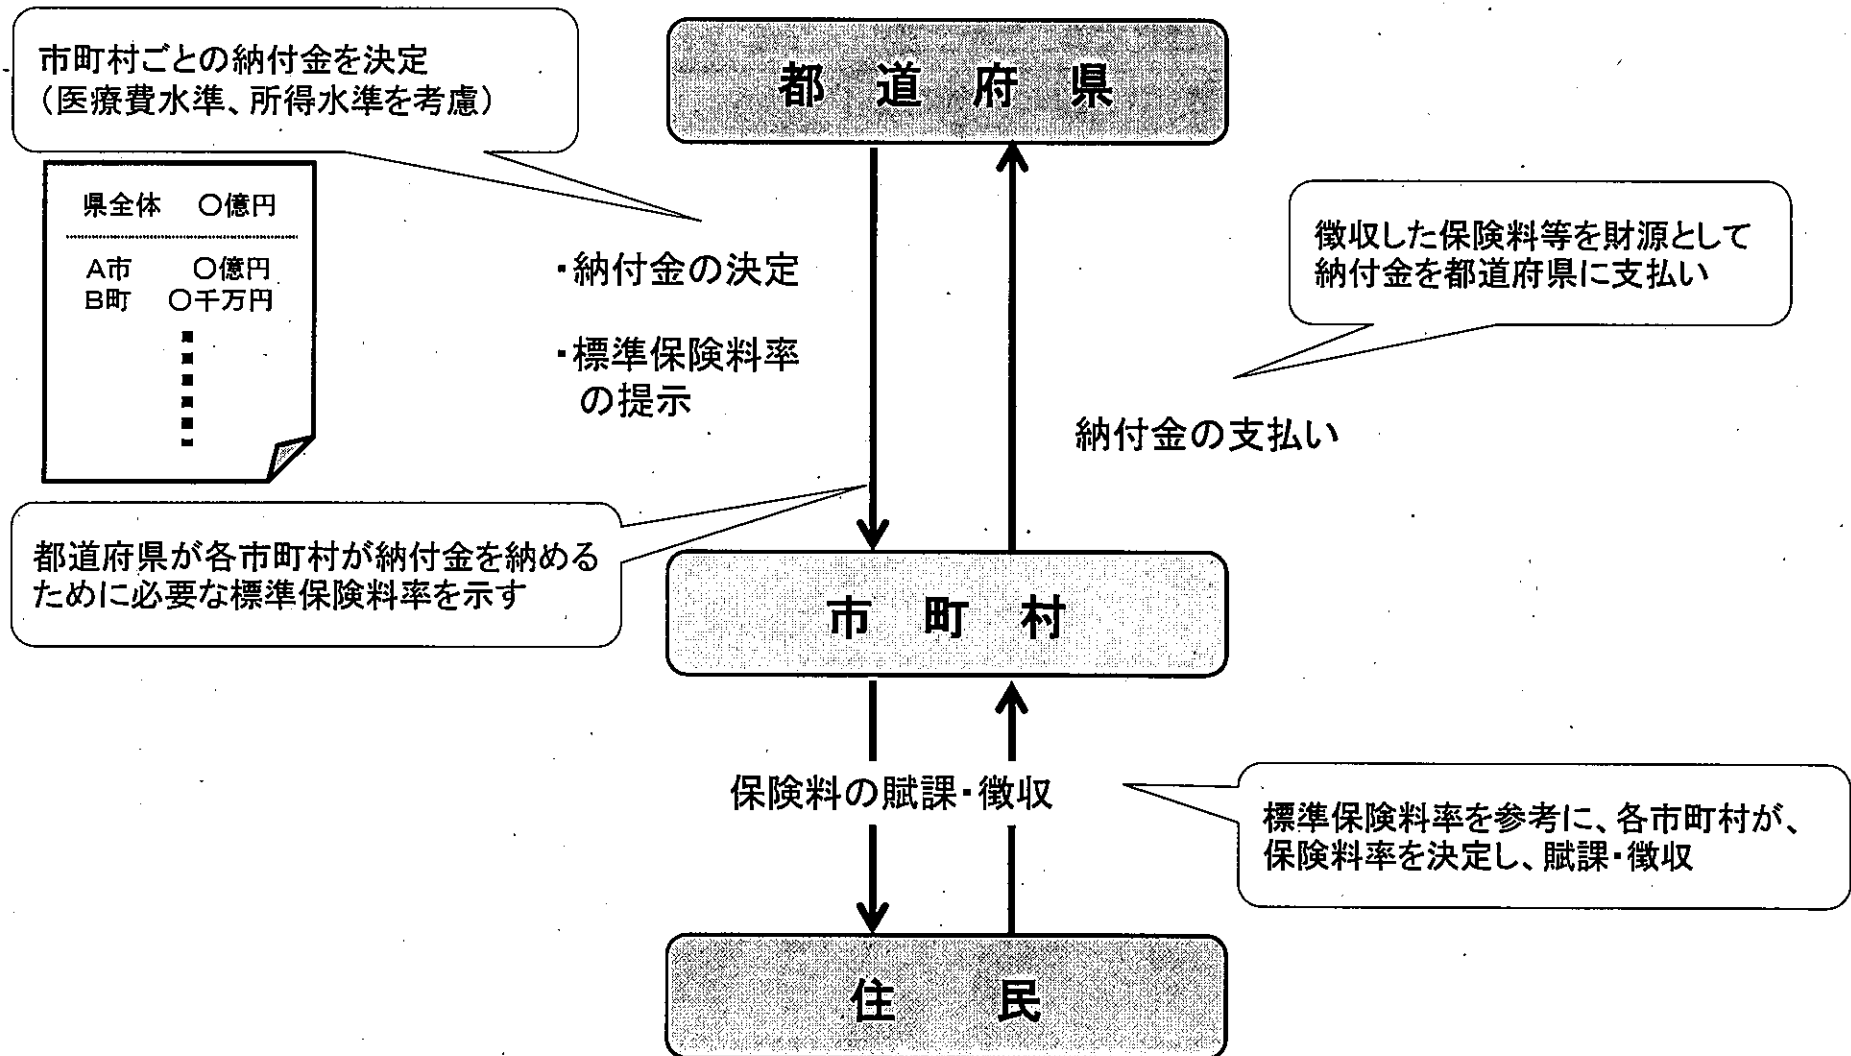 市町村ごとの納付金を決定
（医療費水準、所得水準を考慮）
都道府県
県全体　〇億円
A市　〇億円
B町　〇千万円
・納付金の決定
・標準保険料率
の提示
徴収した保険料等を財源として
納付金を都道府県に支払い
納付金の支払い
都道府県が各市町村が納付金を納める
ために必要な標準保険料率を示す
市町村
保険料の賦課・徴収
標準保険料率を参考に、各市町村が、
保険料率を決定し、賦課・徴収
住民